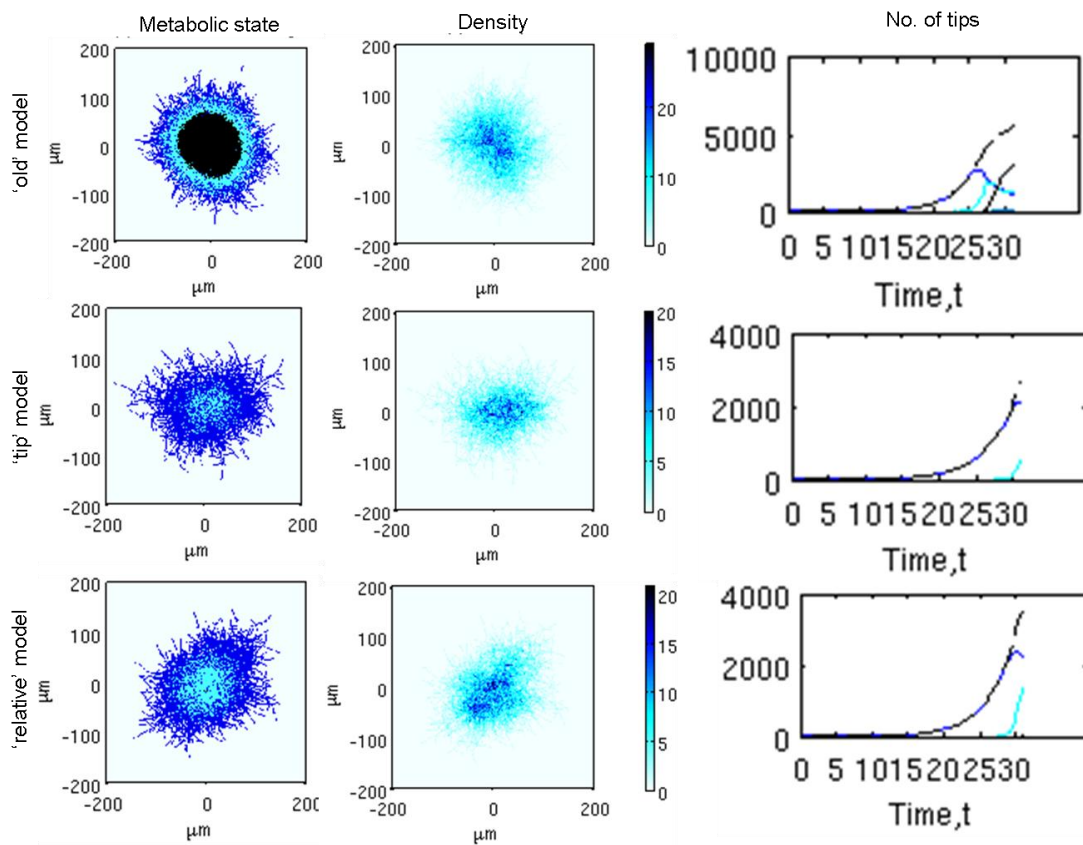 Metabolic state
Density
No. of tips
'old' model
200
100
0
-100
-200
μm
-200
0
200
μm
200
100
0
-100
-200
μm
-200
0
200
μm
20
10
0
10000
5000
0
0 5 1015202530
Time,t
'tip' model
200
100
0
-100
-200
μm
-200
0
200
μm
200
100
0
-100
-200
μm
-200
0
200
μm
20
15
10
5
0
4000
2000
0
0 5 1015202530
Time,t
'relative' model
200
100
0
-100
-200
μm
-200
0
200
μm
200
100
0
-100
-200
μm
-200
0
200
μm
20
15
10
5
0
4000
2000
0
0 5 1015202530
Time,t